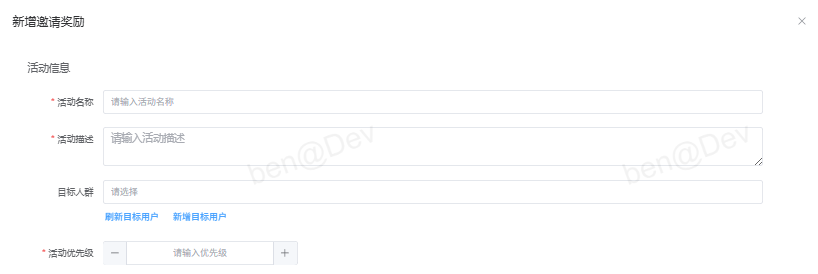 新增邀请奖励
活动信息
* 活动名称 请输入活动名称
* 活动描述 请输入活动描述
ben@Dev ben@Dev
目标人群 请选择
刷新目标用户 新增目标用户
* 活动优先级 请输入优先级